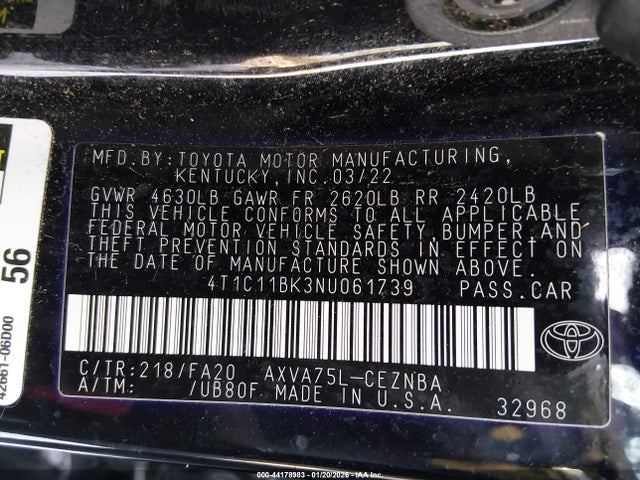 MFD. BY: TOYOTA MOTOR MANUFACTURING,
KENTUCKY, INC 03/22
GVWR 4630LB GAWR FR 2620LB RR 2420LB
THIS VEHICLE CONFORMS TO ALL APPLICABLE
FEDERAL MOTOR VEHICLE SAFETY, BUMPER AND
THEFT PREVENTION STANDARDS IN EFFECT ON
THE DATE OF MANUFACTURE SHOWN ABOVE.
4T1C11BK3NU061739 PASS.CAR
C/TR:218/FA20 AXVA75L-CEZNBA
A/TM: /UB80F MADE IN U.S.A.
32968
56
42661-06D00
000-44178983 - 01/20/2026 - IAA Inc.